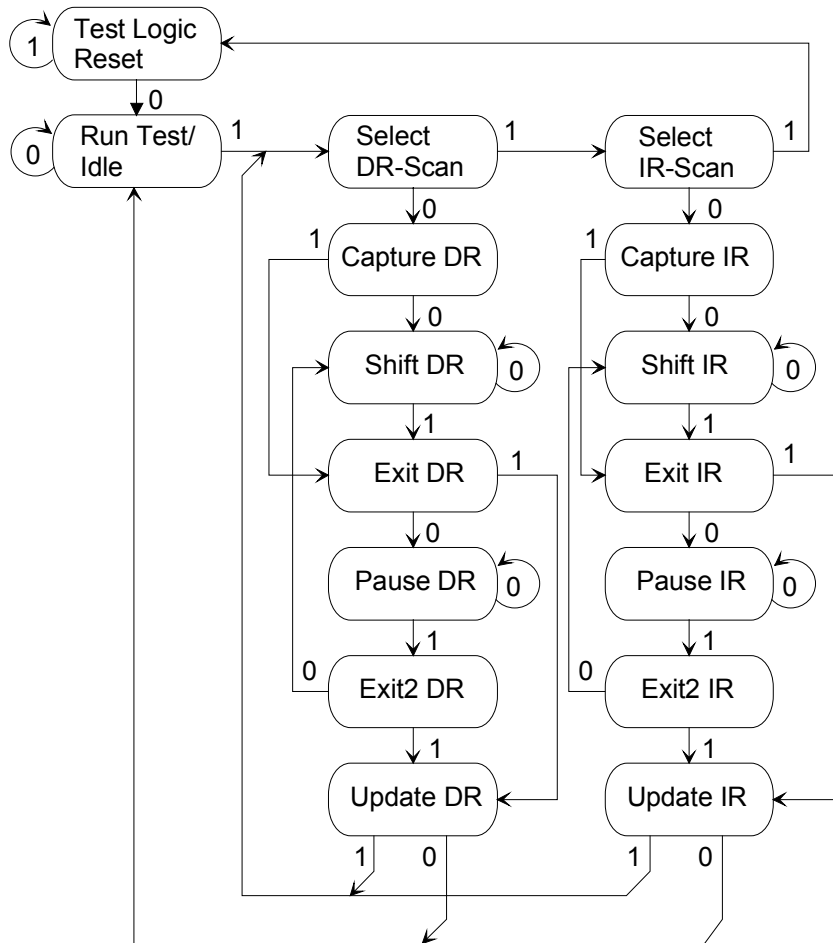 Test Logic
Reset
1
0
Run Test/
Idle
0
1
Select
DR-Scan
1
Select
IR-Scan
1
0
0
1
Capture DR
1
Capture IR
0
0
Shift DR
0
Shift IR
0
1
1
Exit DR
1
Exit IR
1
0
0
Pause DR
0
Pause IR
0
1
1
0
Exit2 DR
0
Exit2 IR
1
1
Update DR
Update IR
1
0
1
0